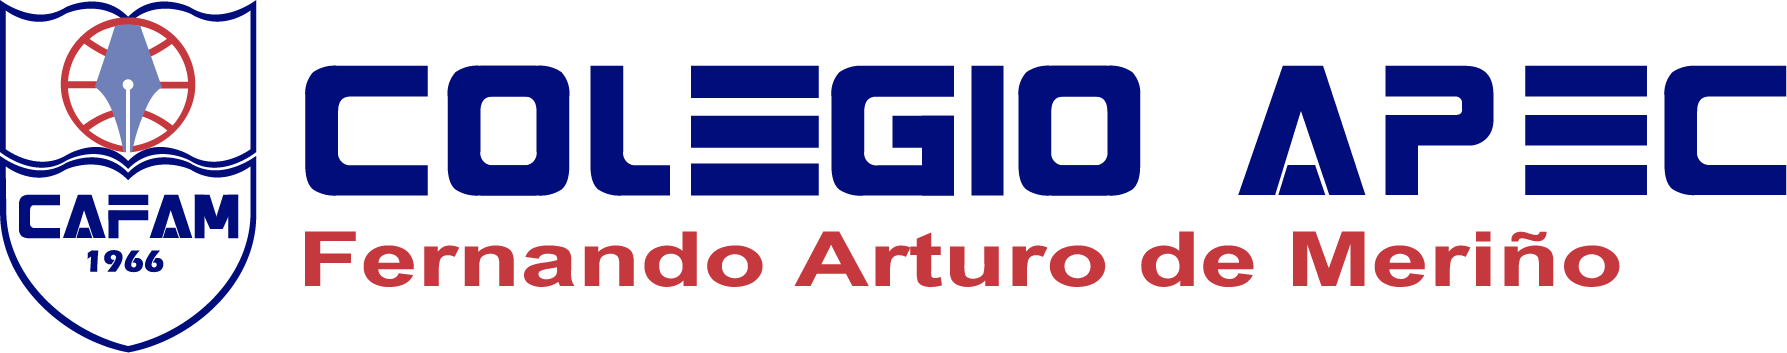 CAFAM
1966
COLEGIO APEC
Fernando Arturo de Meriño